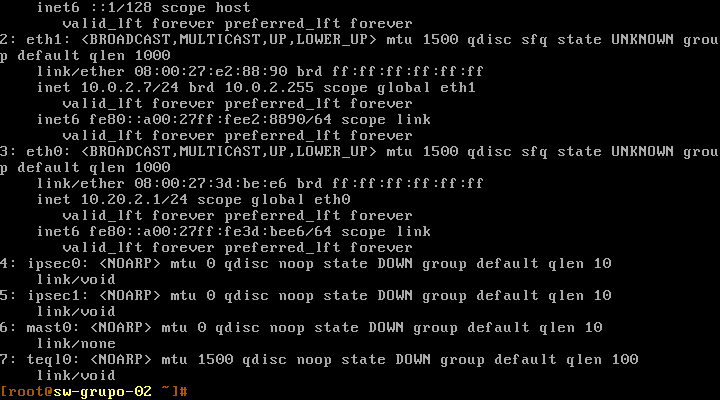 inet6 ::1/128 scope host
       valid_lft forever preferred_lft forever
2: eth1: <BROADCAST,MULTICAST,UP,LOWER_UP> mtu 1500 qdisc sfq state UNKNOWN grou
p default qlen 1000
    link/ether 08:00:27:e2:88:90 brd ff:ff:ff:ff:ff:ff
    inet 10.0.2.7/24 brd 10.0.2.255 scope global eth1
       valid_lft forever preferred_lft forever
    inet6 fe80::a00:27ff:fee2:8890/64 scope link
       valid_lft forever preferred_lft forever
3: eth0: <BROADCAST,MULTICAST,UP,LOWER_UP> mtu 1500 qdisc sfq state UNKNOWN grou
p default qlen 1000
    link/ether 08:00:27:3d:be:e6 brd ff:ff:ff:ff:ff:ff
    inet 10.20.2.1/24 scope global eth0
       valid_lft forever preferred_lft forever
    inet6 fe80::a00:27ff:fe3d:bee6/64 scope link
       valid_lft forever preferred_lft forever
4: ipsec0: <NOARP> mtu 0 qdisc noop state DOWN group default qlen 10
    link/void
5: ipsec1: <NOARP> mtu 0 qdisc noop state DOWN group default qlen 10
    link/void
6: mast0: <NOARP> mtu 0 qdisc noop state DOWN group default qlen 10
    link/none
7: teql0: <NOARP> mtu 1500 qdisc noop state DOWN group default qlen 100
    link/void
[root@sw-grupo-02 ~]#